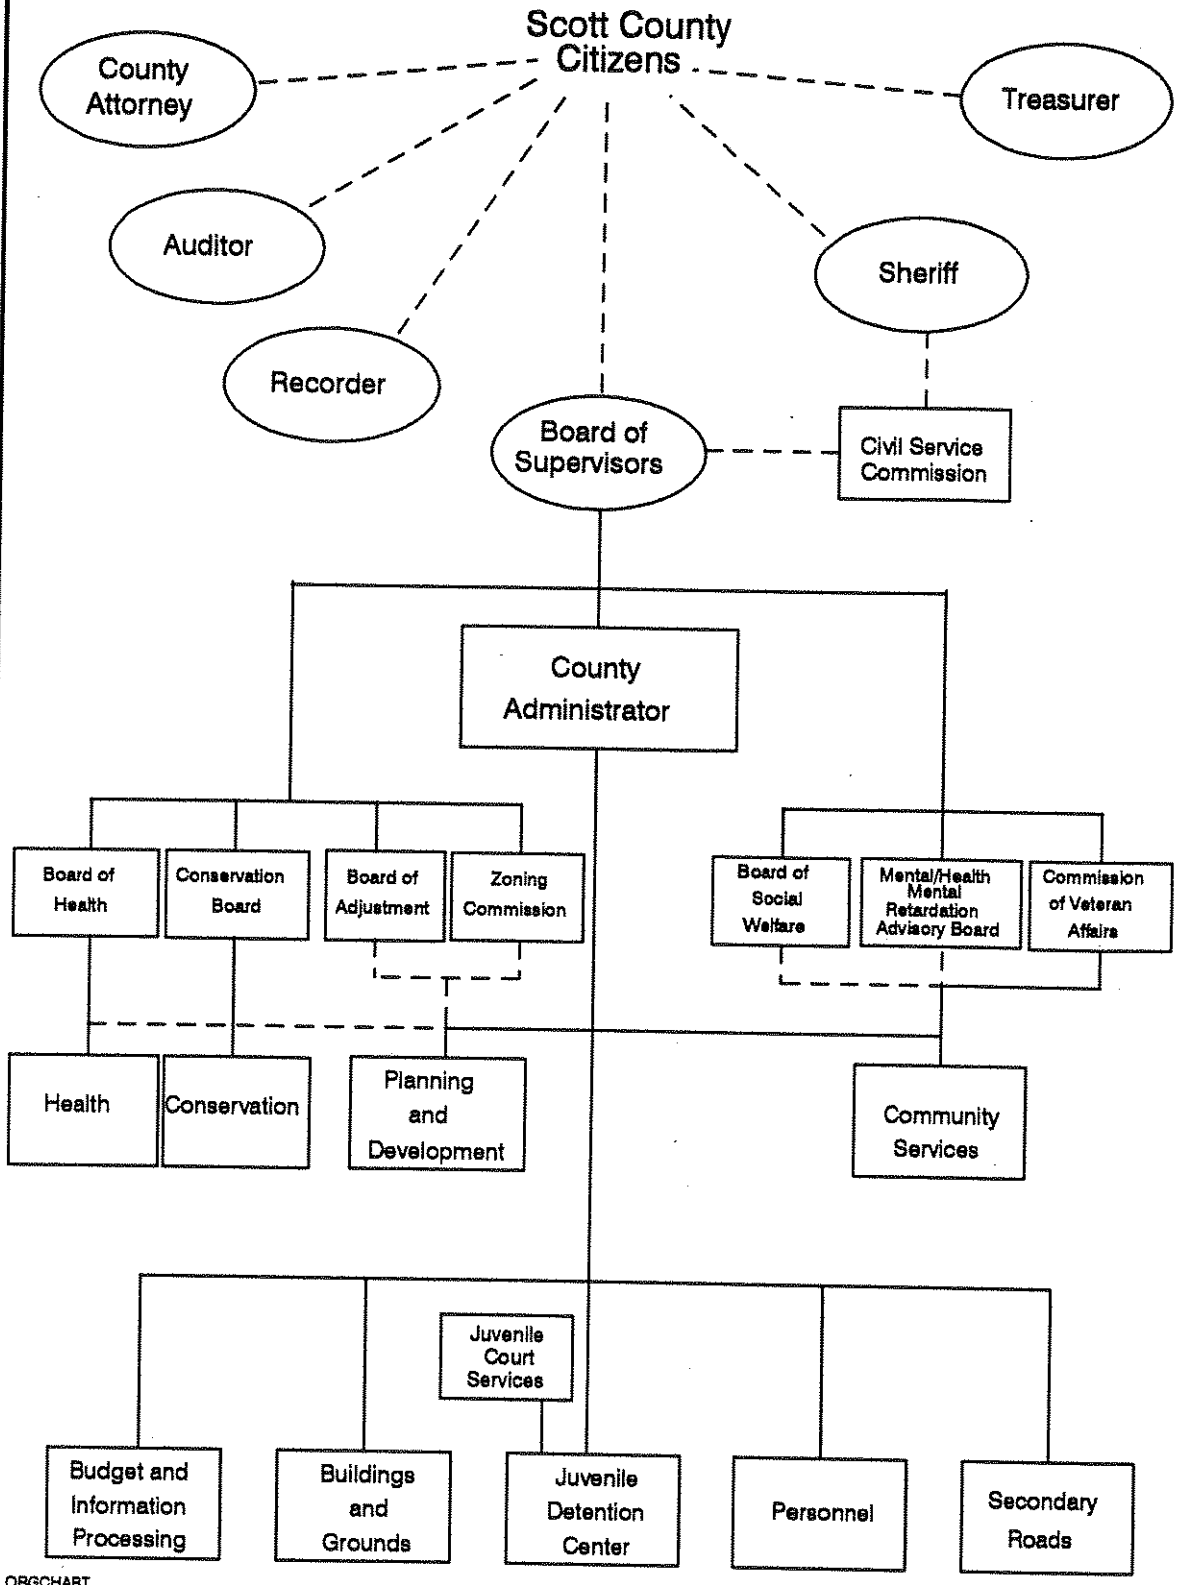 Scott County
Citizens
County
Attorney
Treasurer
Auditor
Sheriff
Recorder
Board of
Supervisors
Civil Service
Commission
County
Administrator
Board of
Health
Conservation
Board
Board of
Adjustment
Zoning
Commission
Board of
Social
Welfare
Mental/Health
Mental
Retardation
Advisory Board
Commission
of Veteran
Affairs
Health
Conservation
Planning
and
Development
Community
Services
Juvenile
Court
Services
Budget and
Information
Processing
Buildings
and
Grounds
Juvenile
Detention
Center
Personnel
Secondary
Roads
ORGCHART